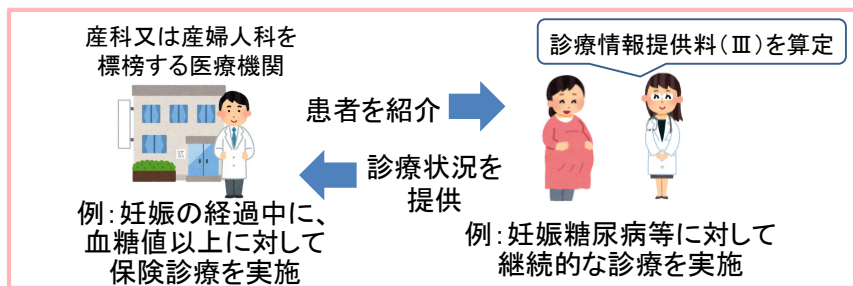 産科又は産婦人科を
標榜する医療機関
診療情報提供料(Ⅲ)を算定
患者を紹介
診療状況を
提供
例:妊娠の経過中に、
血糖値以上に対して
保険診療を実施
例:妊娠糖尿病等に対して
継続的な診療を実施